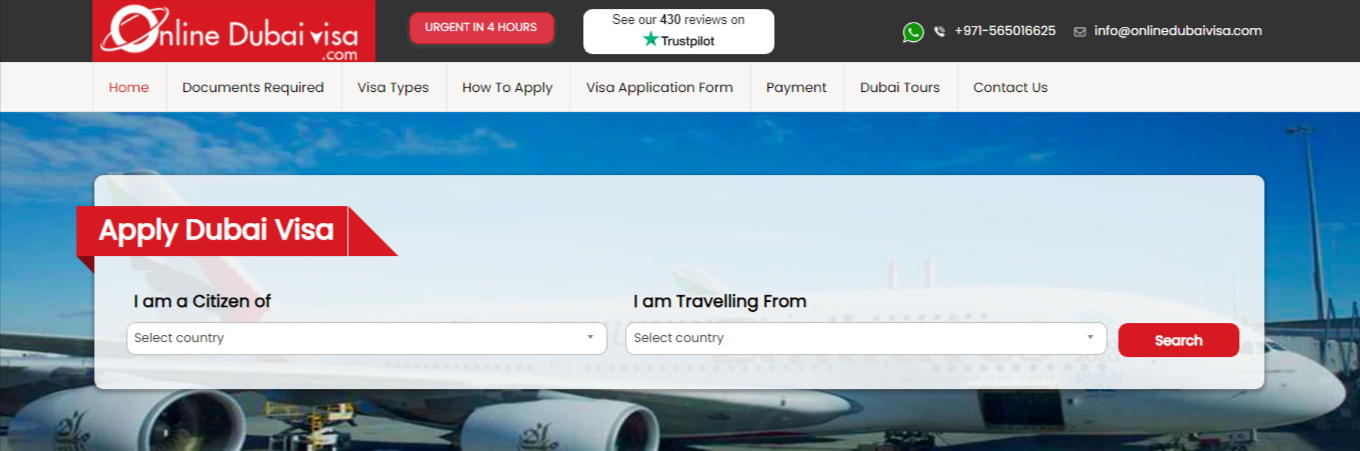 Online Dubai visa
.com
URGENT IN 4 HOURS
See our 430 reviews on
Trustpilot
+971-565016625
info@onlinedubaivisa.com
Home
Documents Required
Visa Types
How To Apply
Visa Application Form
Payment
Dubai Tours
Contact Us
Apply Dubai Visa
I am a Citizen of
I am Travelling From
Select country
Select country
Search